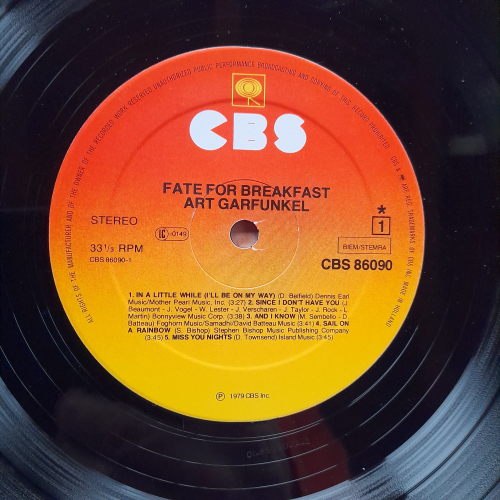 ALL RIGHTS OF THE MANUFACTURER AND OF THE OWNER OF THE RECORDED WORK RESERVED UNAUTHORISED PUBLIC PERFORMANCE BROADCASTING AND COPYING OF THIS RECORD PROHIBITED
CBS
FATE FOR BREAKFAST
ART GARFUNKEL
STEREO
33⅓ RPM
CBS 86090-1
IC -0149
*
1
BIEM/STEMRA
CBS 86090
1. IN A LITTLE WHILE (I'LL BE ON MY WAY) (D. Belfield) Dennis Earl
Music/Mother Pearl Music, Inc. (3:27) 2. SINCE I DON'T HAVE YOU (J.
Beaumont - J. Vogel - W. Lester - J. Verscharen - J. Taylor - J. Rock - L.
Martin) Bonnyview Music Corp. (3:38) 3. AND I KNOW (M. Sembello - D.
Batteau) Foghorn Music/Samachi/David Batteau Music (3:41) 4. SAIL ON
A RAINBOW (S. Bishop) Stephen Bishop Music Publishing Company
(3:45) 5. MISS YOU NIGHTS (D. Townsend) Island Music (3:45)
℗ 1979 CBS Inc.
MADE IN HOLLAND